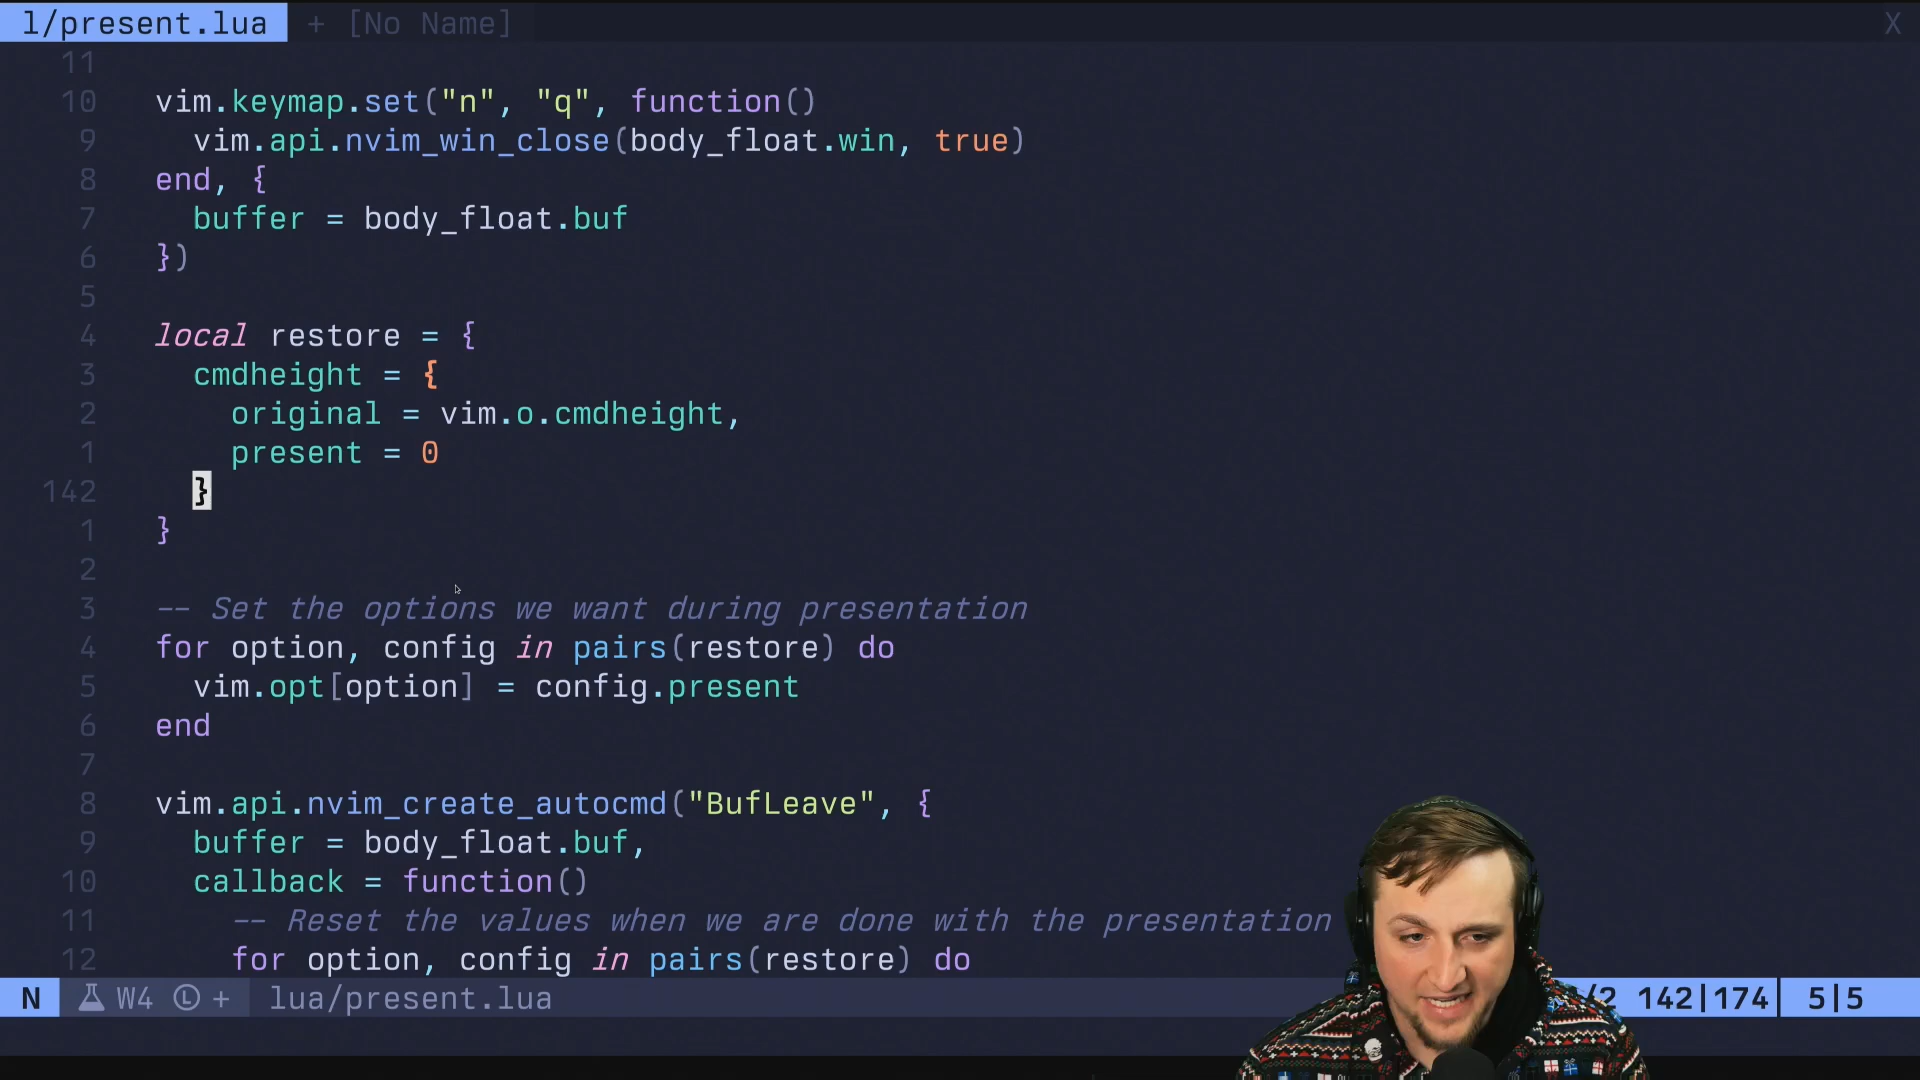 l/present.lua + [No Name] X
11
10 vim.keymap.set("n", "q", function()
9 vim.api.nvim_win_close(body_float.win, true)
8 end, {
7 buffer = body_float.buf
6 })
5
4 local restore = {
3 cmdheight = {
2 original = vim.o.cmdheight,
1 present = 0
142 }
1 }
2
3 -- Set the options we want during presentation
4 for option, config in pairs(restore) do
5 vim.opt[option] = config.present
6 end
7
8 vim.api.nvim_create_autocmd("BufLeave", {
9 buffer = body_float.buf,
10 callback = function()
11 -- Reset the values when we are done with the presentation
12 for option, config in pairs(restore) do
N W4 L + lua/present.lua /2 142|174 5|5